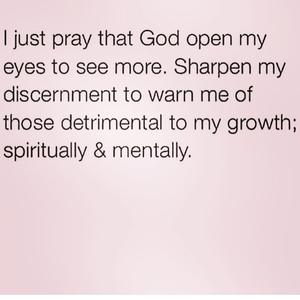 I just pray that God open my
eyes to see more. Sharpen my
discernment to warn me of
those detrimental to my growth;
spiritually & mentally.